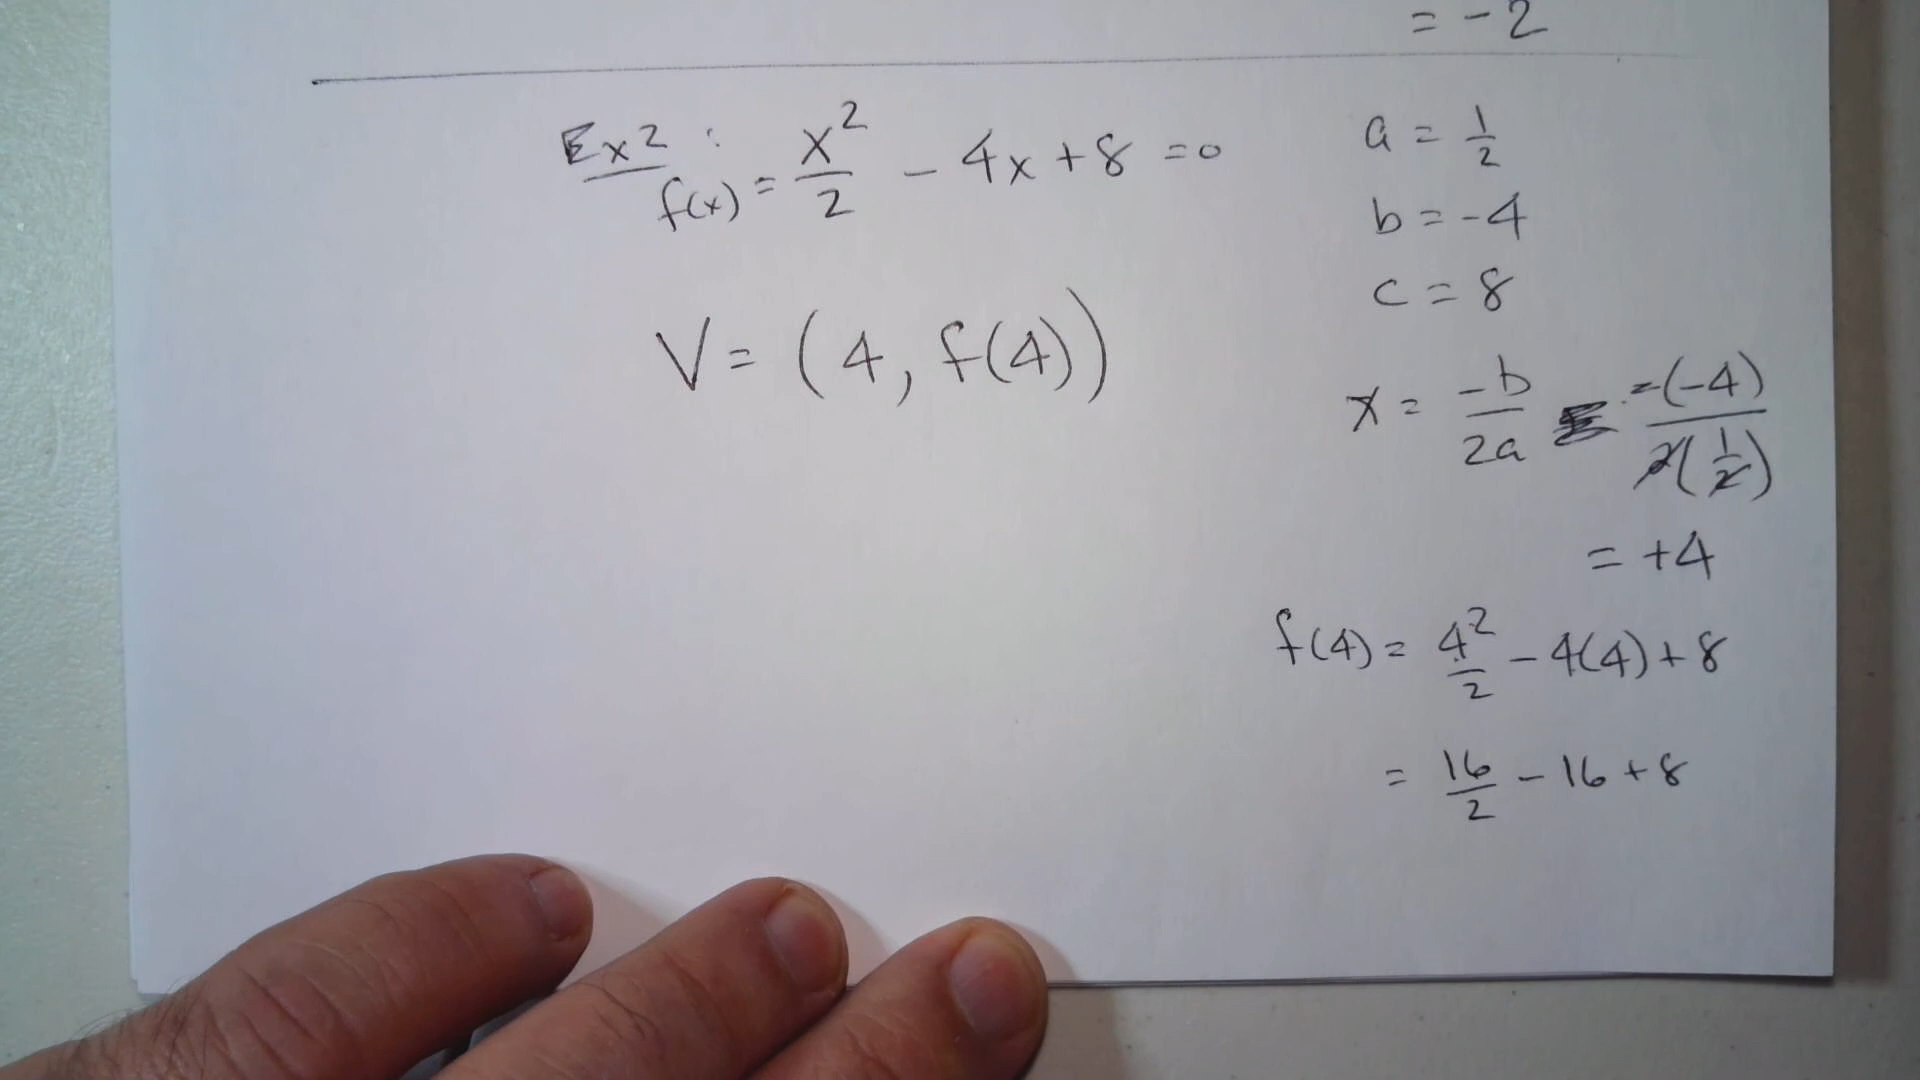 = -2
Ex2:
f(x) = x²/2 - 4x + 8 = 0
V = (4, f(4))
a = 1/2
b = -4
c = 8
x = -b/2a = -(-4)/2(1/2)
= +4
f(4) = 4²/2 - 4(4) + 8
= 16/2 - 16 + 8